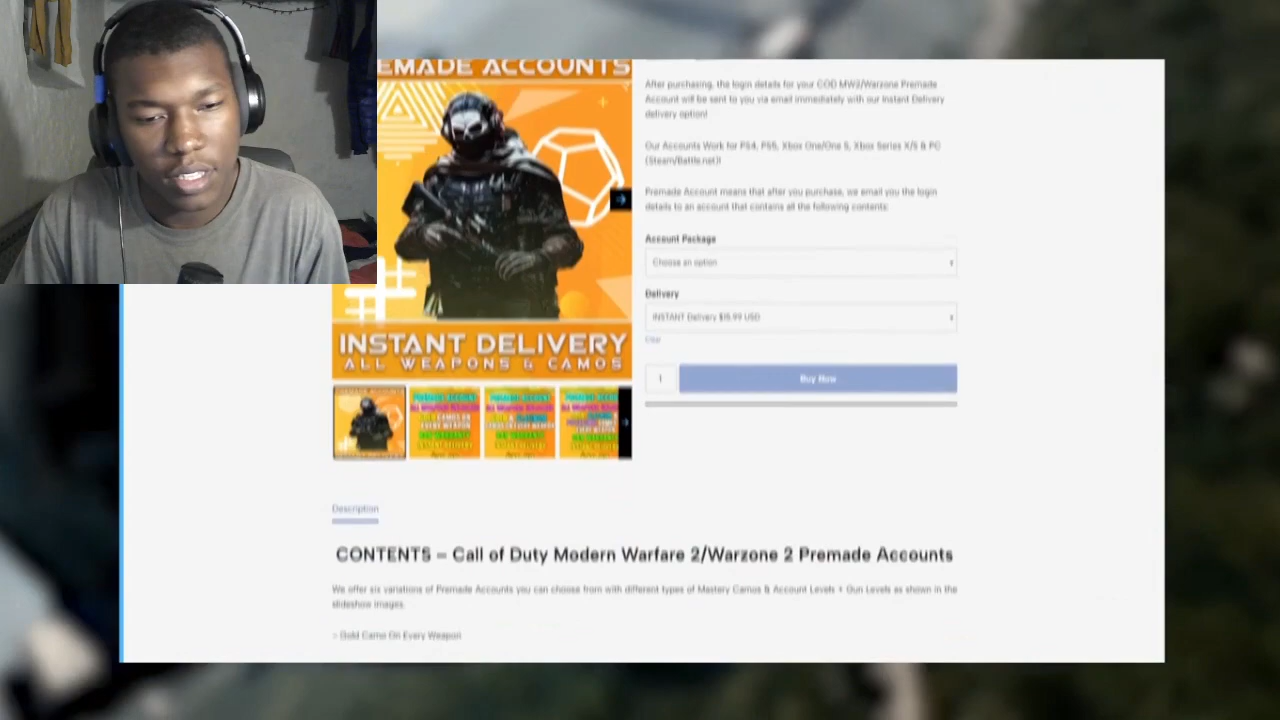 EMADE ACCOUNTS
After purchasing, the login details for your COD MW2/Warzone Premade
Account will be sent to you via email immediately with our Instant Delivery
delivery option!
Our Accounts Work for PS4, PS5, Xbox One/One S, Xbox Series X/S & PC
(Steam/Battle.net)!
Premade Account means that after you purchase, we email you the login
details to an account that contains all the following contents:
Account Package
Choose an option
Delivery
INSTANT Delivery $15.99 USD
Clear
1
Buy Now
INSTANT DELIVERY
ALL WEAPONS & CAMOS
PREMADE ACCOUNT
PREMADE ACCOUNT
Description
CONTENTS – Call of Duty Modern Warfare 2/Warzone 2 Premade Accounts
We offer six variations of Premade Accounts you can choose from with different types of Mastery Camos & Account Levels + Gun Levels as shown in the
slideshow images.
– Gold Camo On Every Weapon